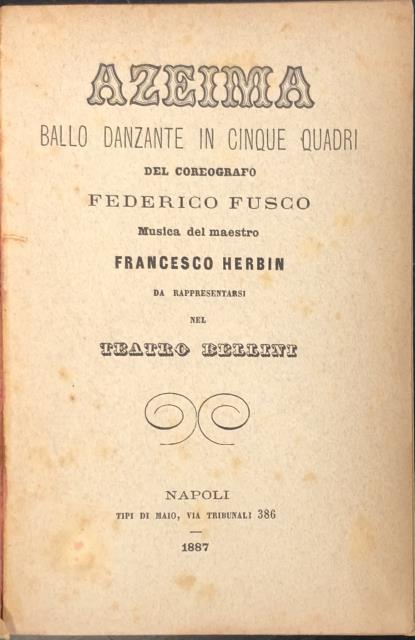 AZEIMA
BALLO DANZANTE IN CINQUE QUADRI
DEL COREOGRAFO
FEDERICO FUSCO
Musica del maestro
FRANCESCO HERBIN
DA RAPPRESENTARSI
NEL
TEATRO BELLINI
NAPOLI
TIPI DI MAIO, VIA TRIBUNALI 386
1887